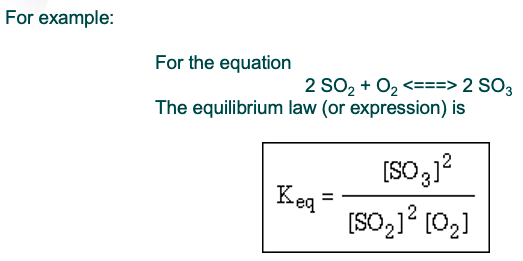 For example:
For the equation
2 SO₂ + O₂ <===> 2 SO₃
The equilibrium law (or expression) is
[SO₃]²
Keq =
[SO₂]² [O₂]